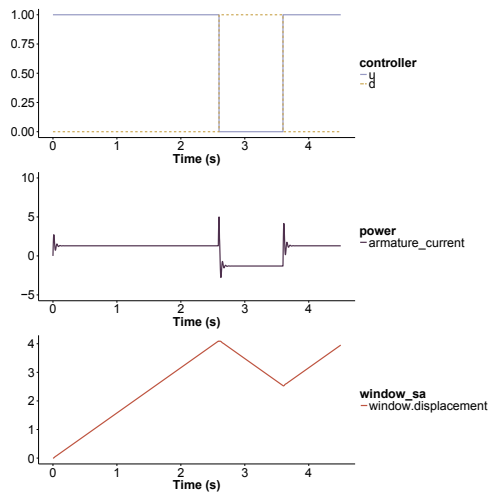 1.00
0.75
0.50
0.25
0.00
0 1 2 3 4
Time (s)
controller
u
d
10
5
0
−5
0 1 2 3 4
Time (s)
power
armature_current
4
3
2
1
0
0 1 2 3 4
Time (s)
window_sa
window.displacement